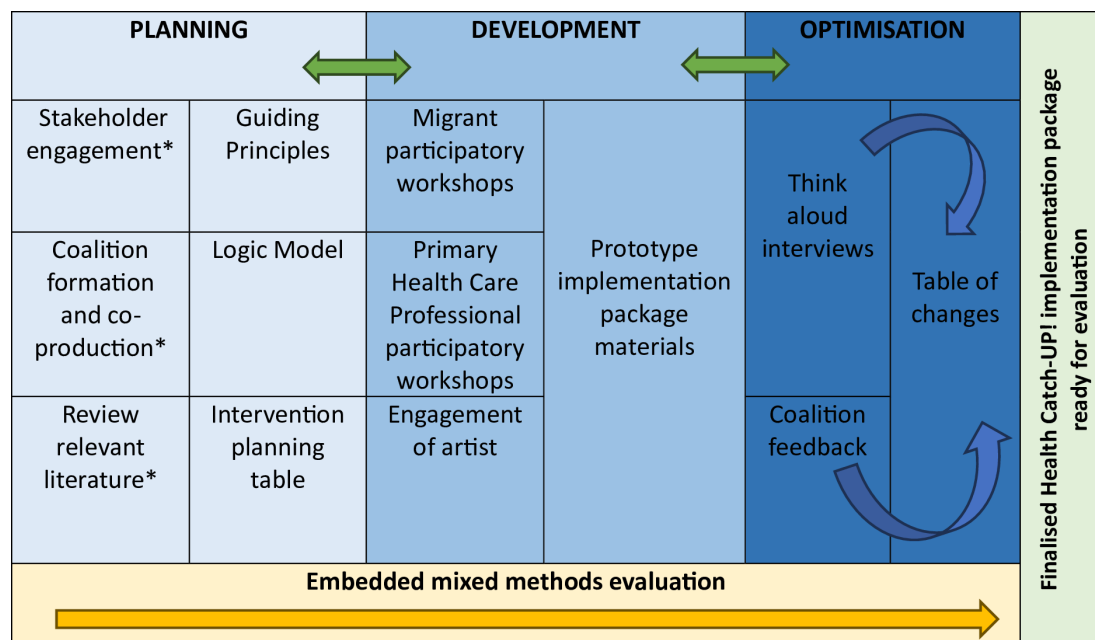 PLANNING
DEVELOPMENT
OPTIMISATION
Stakeholder
engagement*
Guiding
Principles
Migrant
participatory
workshops
Think
aloud
interviews
Coalition
formation
and co-
production*
Logic Model
Primary
Health Care
Professional
participatory
workshops
Prototype
implementation
package
materials
Table of
changes
Review
relevant
literature*
Intervention
planning
table
Engagement
of artist
Coalition
feedback
Embedded mixed methods evaluation
Finalised Health Catch-UP! implementation package
ready for evaluation